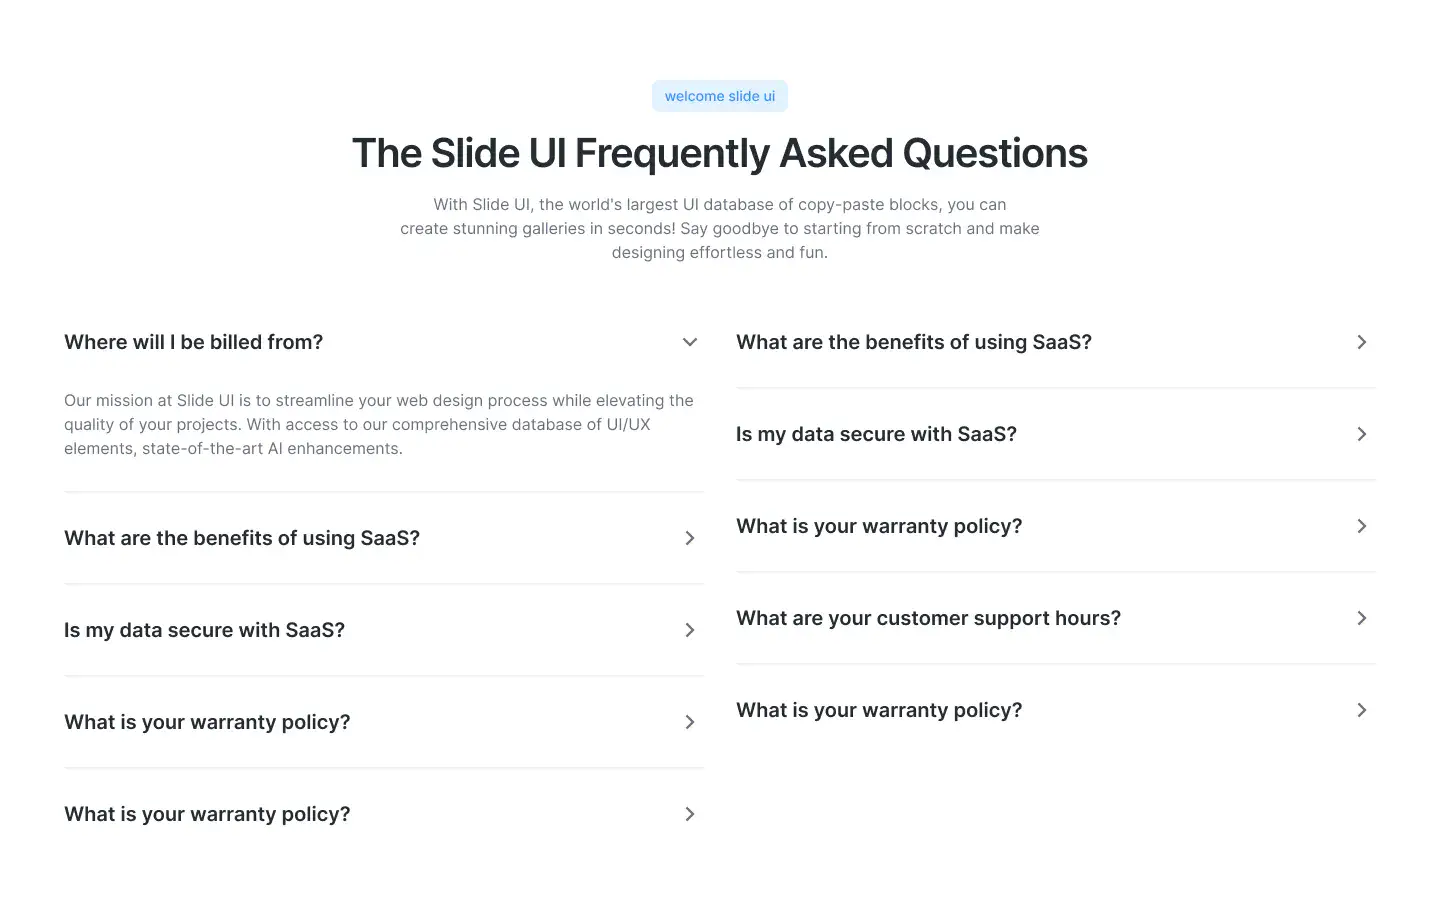 welcome slide ui
The Slide UI Frequently Asked Questions
With Slide UI, the world's largest UI database of copy-paste blocks, you can
create stunning galleries in seconds! Say goodbye to starting from scratch and make
designing effortless and fun.
Where will I be billed from?
Our mission at Slide UI is to streamline your web design process while elevating the
quality of your projects. With access to our comprehensive database of UI/UX
elements, state-of-the-art AI enhancements.
What are the benefits of using SaaS?
Is my data secure with SaaS?
What is your warranty policy?
What is your warranty policy?
What are the benefits of using SaaS?
Is my data secure with SaaS?
What is your warranty policy?
What are your customer support hours?
What is your warranty policy?